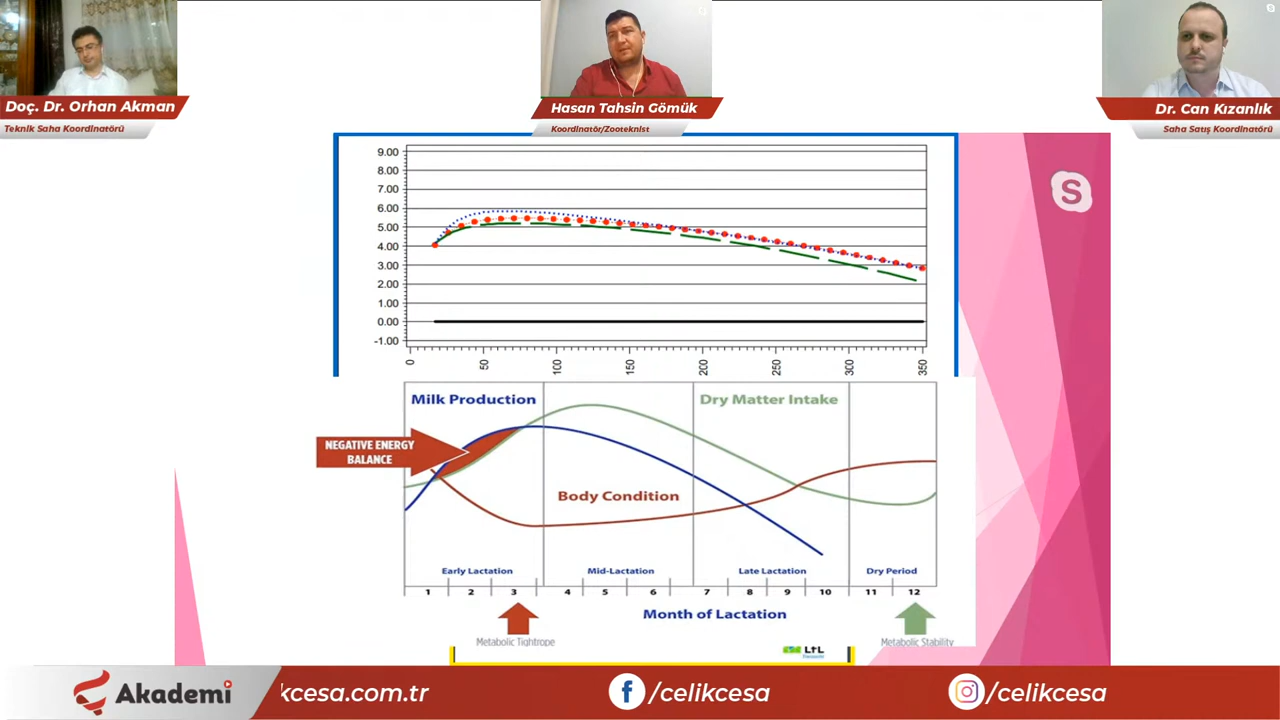 Doç. Dr. Orhan Akman
Teknik Saha Koordinatörü
Hasan Tahsin Gömük
Koordinatör/Zooteknist
Dr. Can Kızanlık
Saha Satış Koordinatörü
S
9.00
8.00
7.00
6.00
5.00
4.00
3.00
2.00
1.00
0.00
-1.00
0 50 100 150 200 250 300 350
Milk Production
Dry Matter Intake
NEGATIVE ENERGY
BALANCE
Body Condition
Early Lactation Mid-Lactation Late Lactation Dry Period
1 2 3 4 5 6 7 8 9 10 11 12
Month of Lactation
Metabolic Tightrope
Metabolic Stability
Akademi
kcesa.com.tr
f /celikcesa
/celikcesa